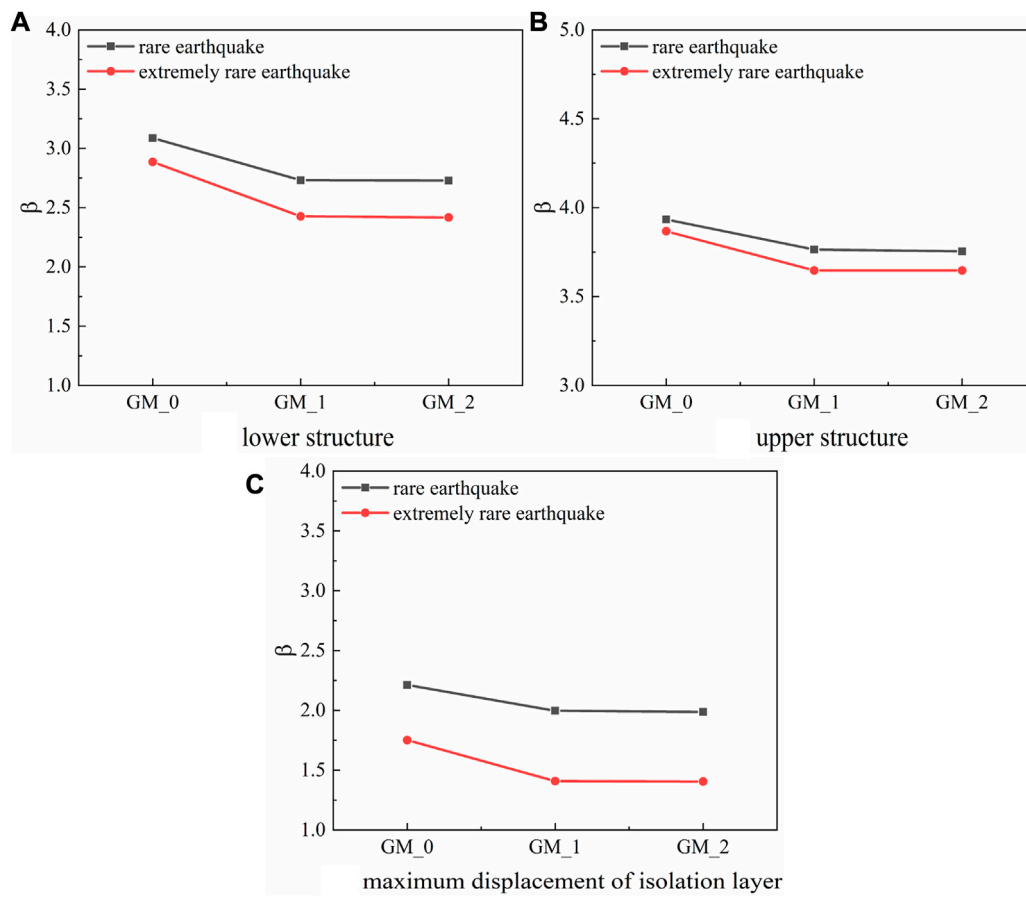 A
4.0
3.0
2.5
2.0
1.5
1.0
β
rare earthquake
extremely rare earthquake
GM_0 GM_1 GM_2
lower structure
B
5.0
4.5
4.0
3.5
3.0
β
rare earthquake
extremely rare earthquake
GM_0 GM_1 GM_2
upper structure
C
4.0
3.5
3.0
2.5
2.0
1.5
1.0
β
rare earthquake
extremely rare earthquake
GM_0 GM_1 GM_2
maximum displacement of isolation layer